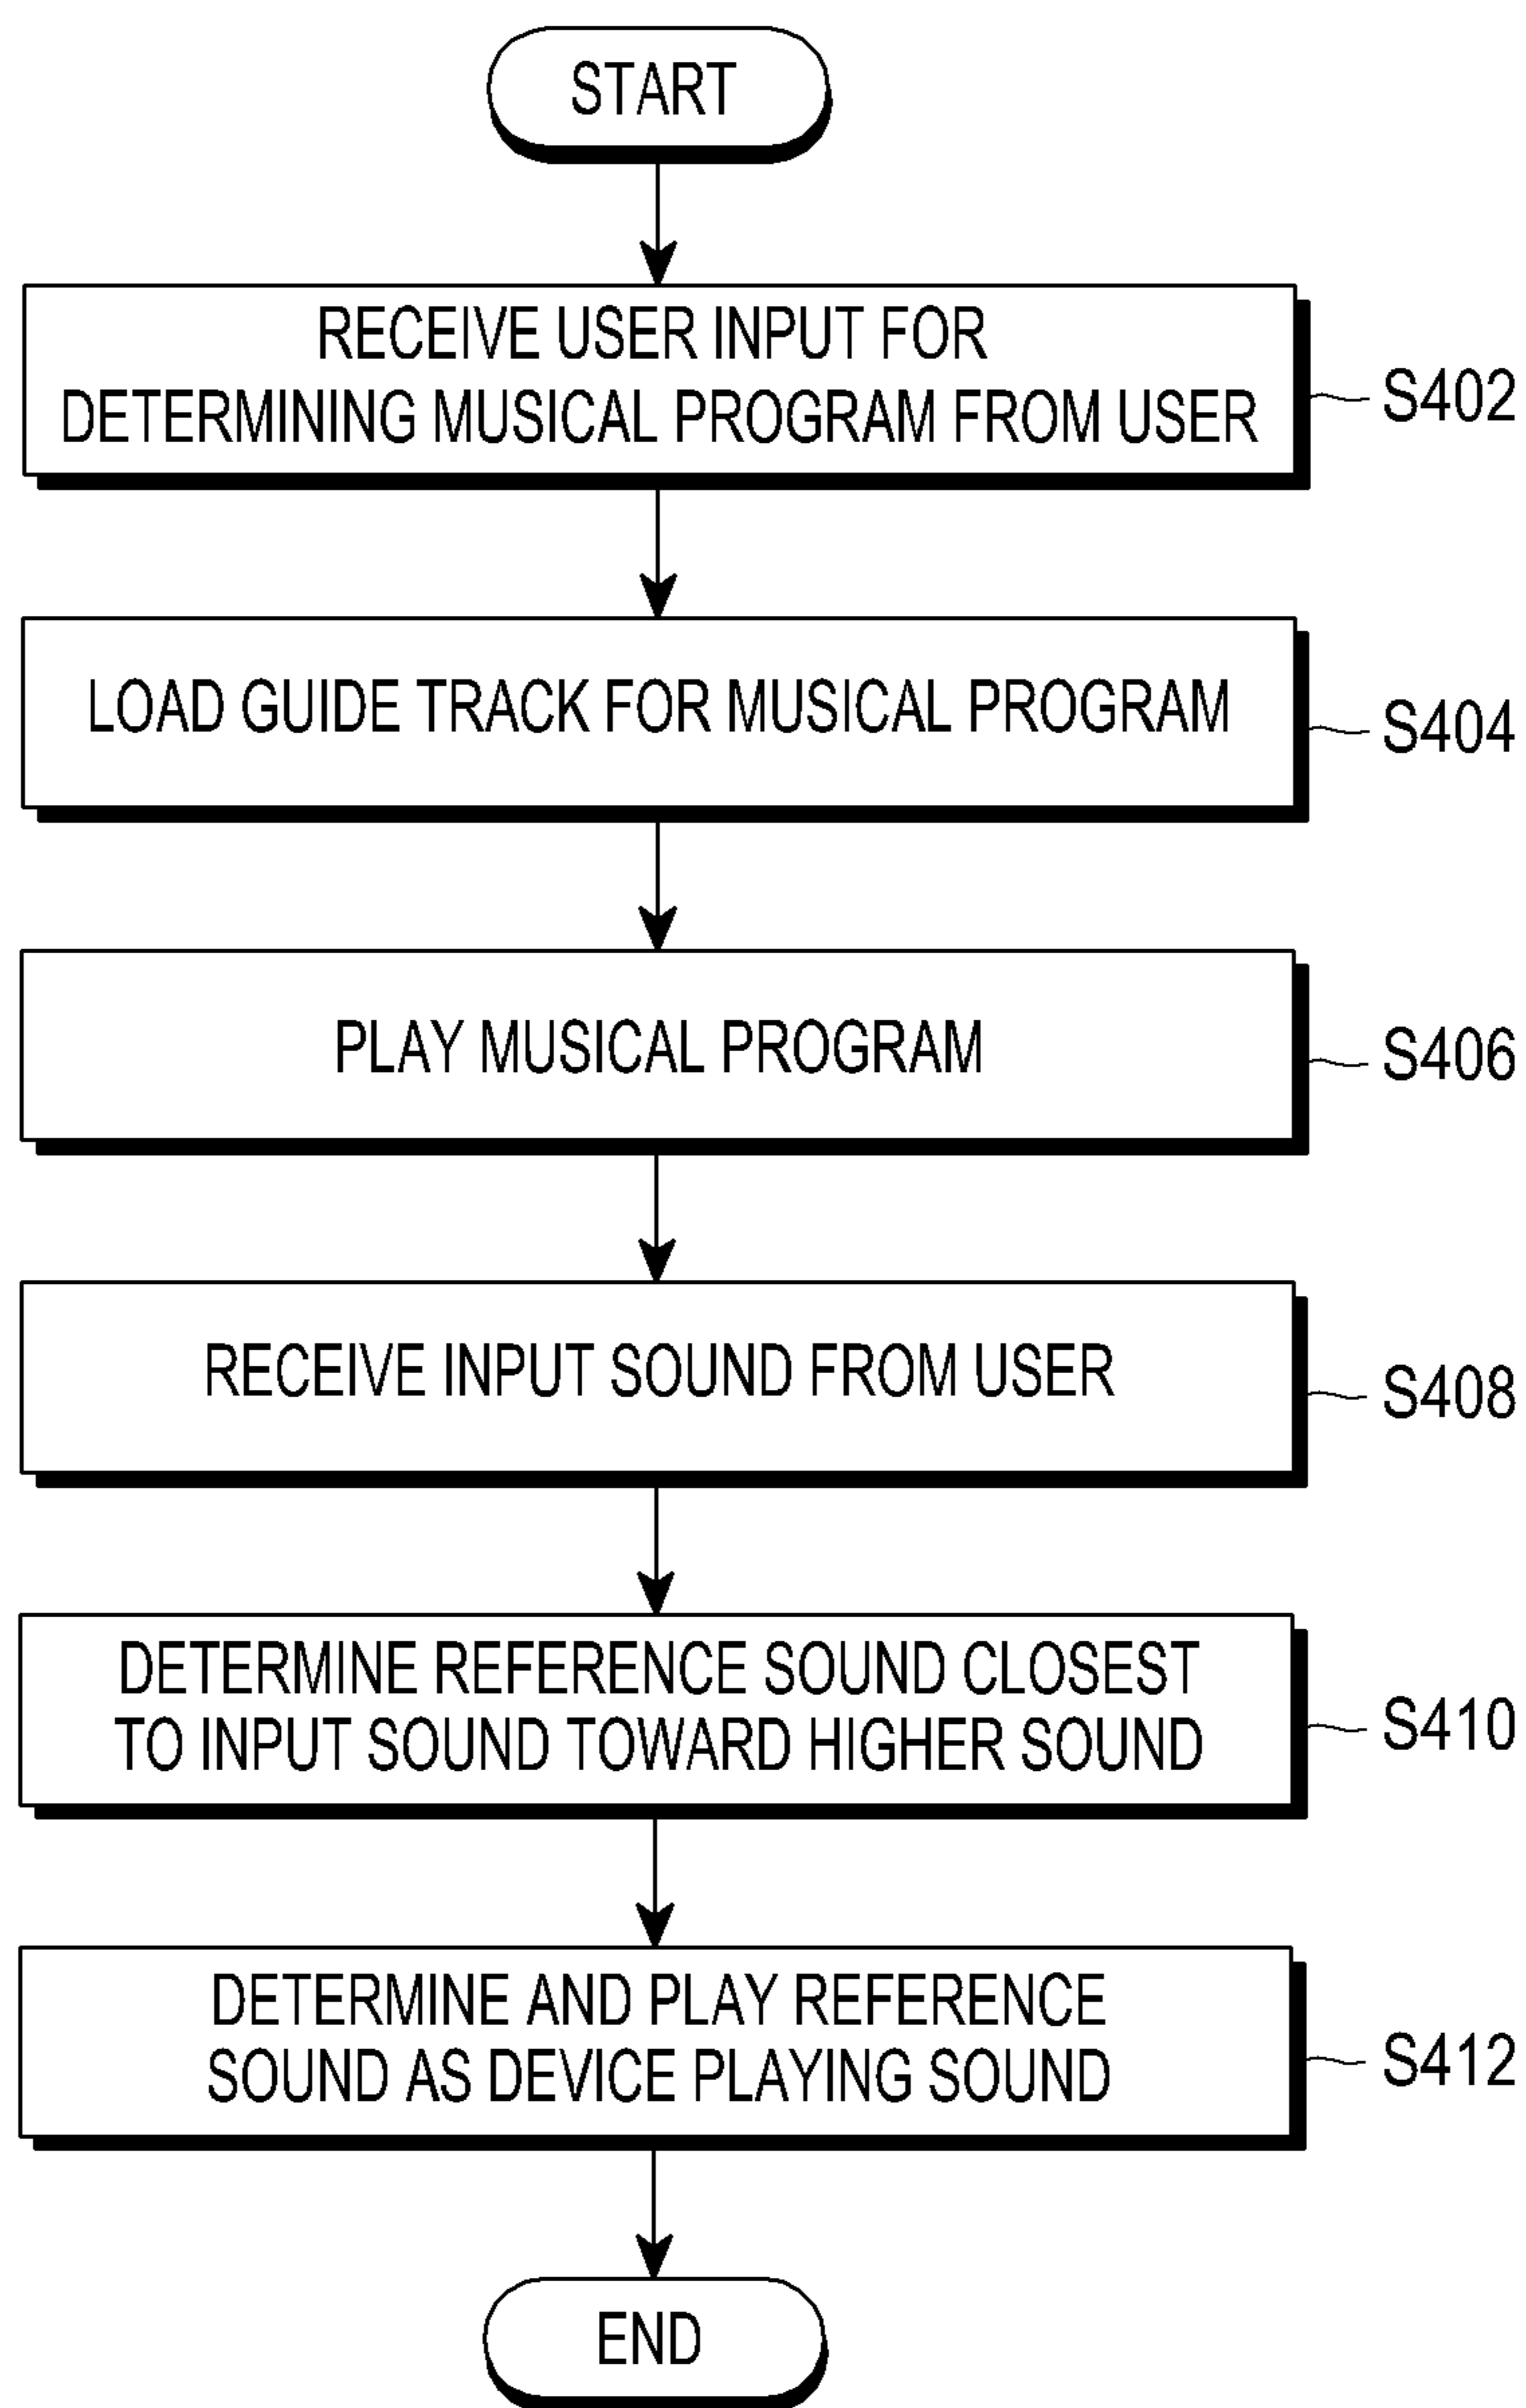 START
RECEIVE USER INPUT FOR
DETERMINING MUSICAL PROGRAM FROM USER
S402
LOAD GUIDE TRACK FOR MUSICAL PROGRAM
S404
PLAY MUSICAL PROGRAM
S406
RECEIVE INPUT SOUND FROM USER
S408
DETERMINE REFERENCE SOUND CLOSEST
TO INPUT SOUND TOWARD HIGHER SOUND
S410
DETERMINE AND PLAY REFERENCE
SOUND AS DEVICE PLAYING SOUND
S412
END